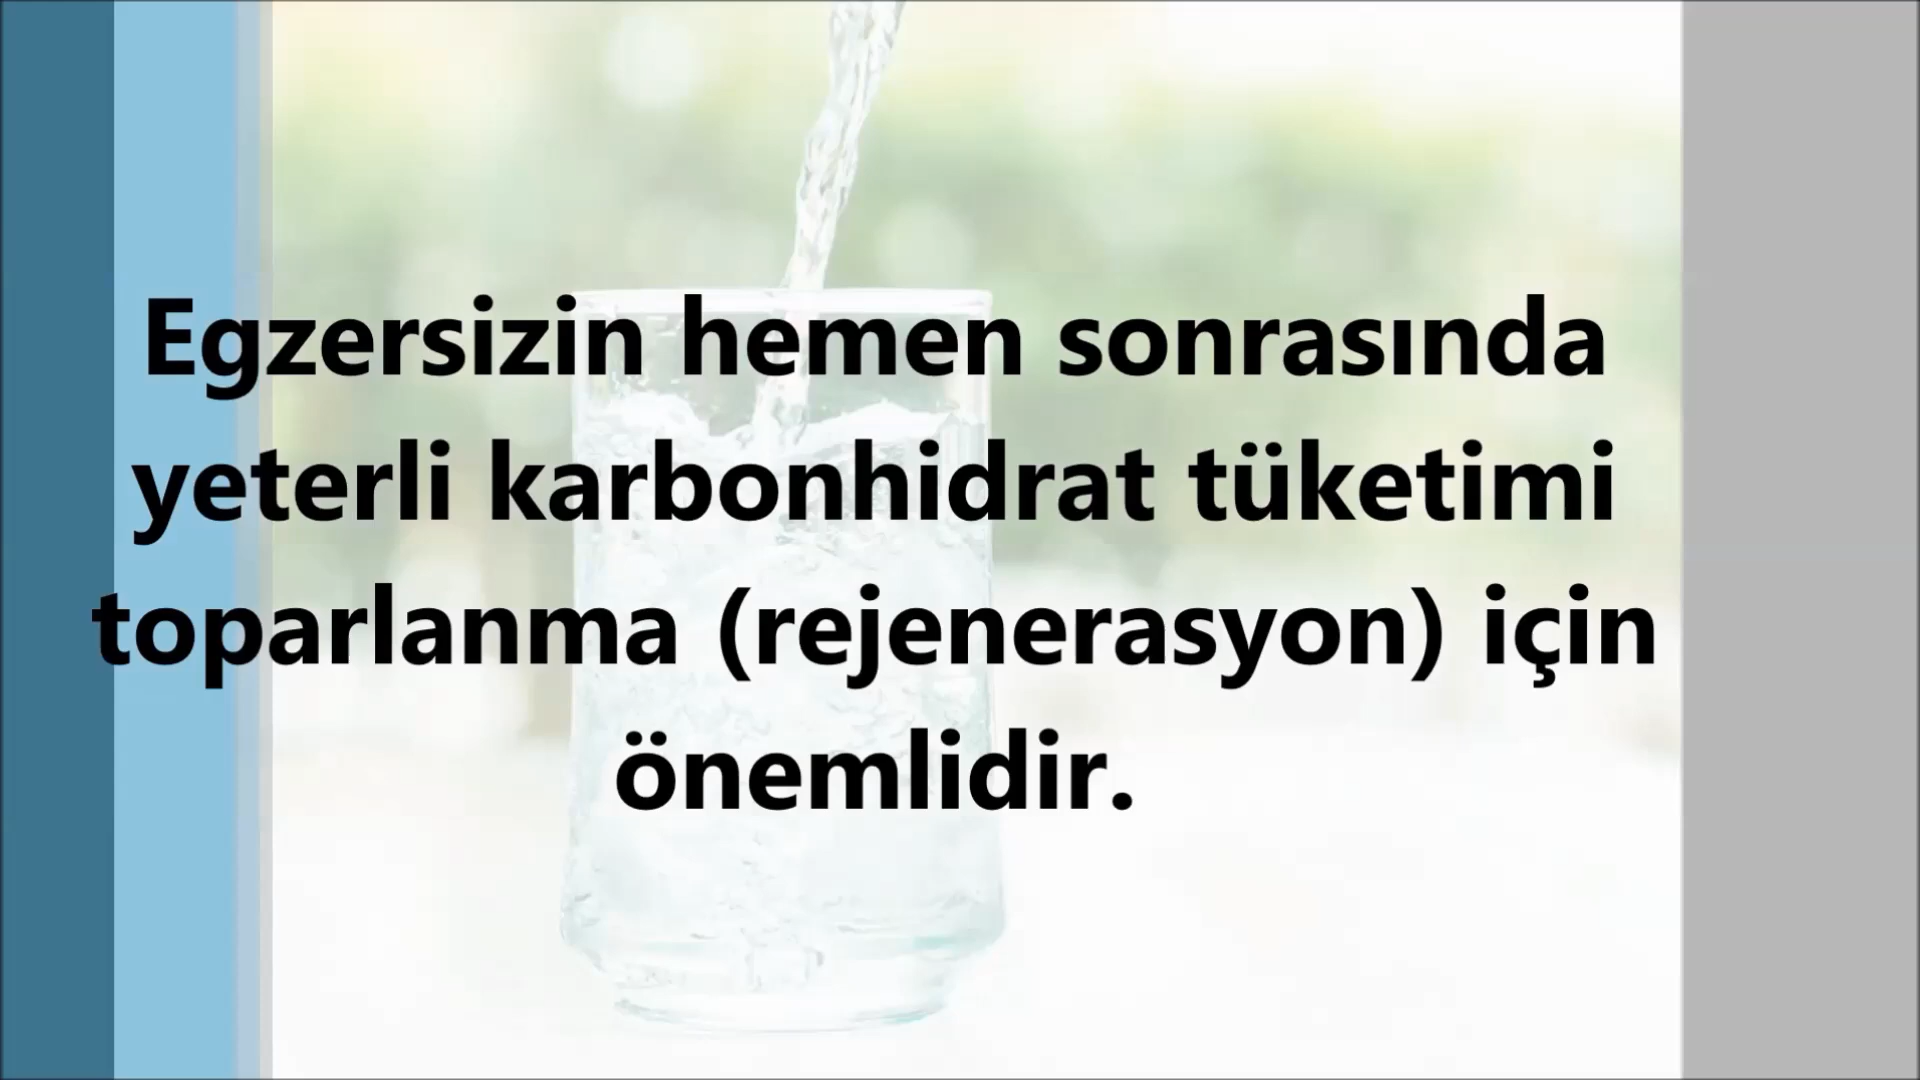 Egzersizin hemen sonrasında
yeterli karbonhidrat tüketimi
toparlanma (rejenerasyon) için
önemlidir.